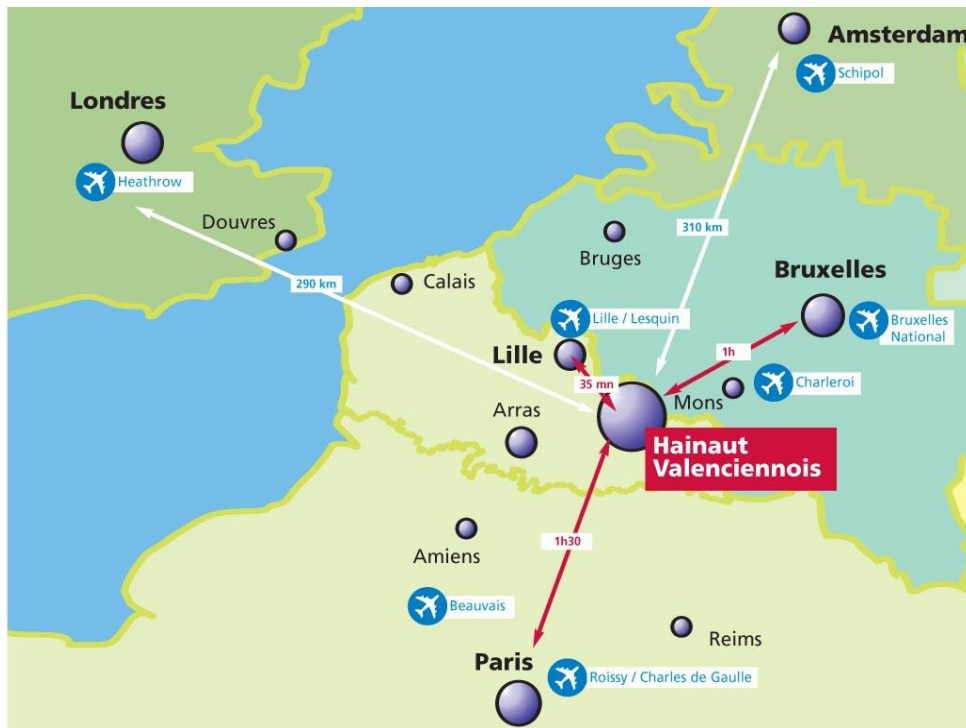 Amsterdam
Schipol
Londres
Heathrow
Douvres
310 km
Bruges
Bruxelles
290 km
Calais
Lille / Lesquin
Bruxelles
National
Lille
1h
35 mn
Charleroi
Mons
Arras
Hainaut
Valenciennois
1h30
Amiens
Beauvais
Reims
Paris
Roissy / Charles de Gaulle